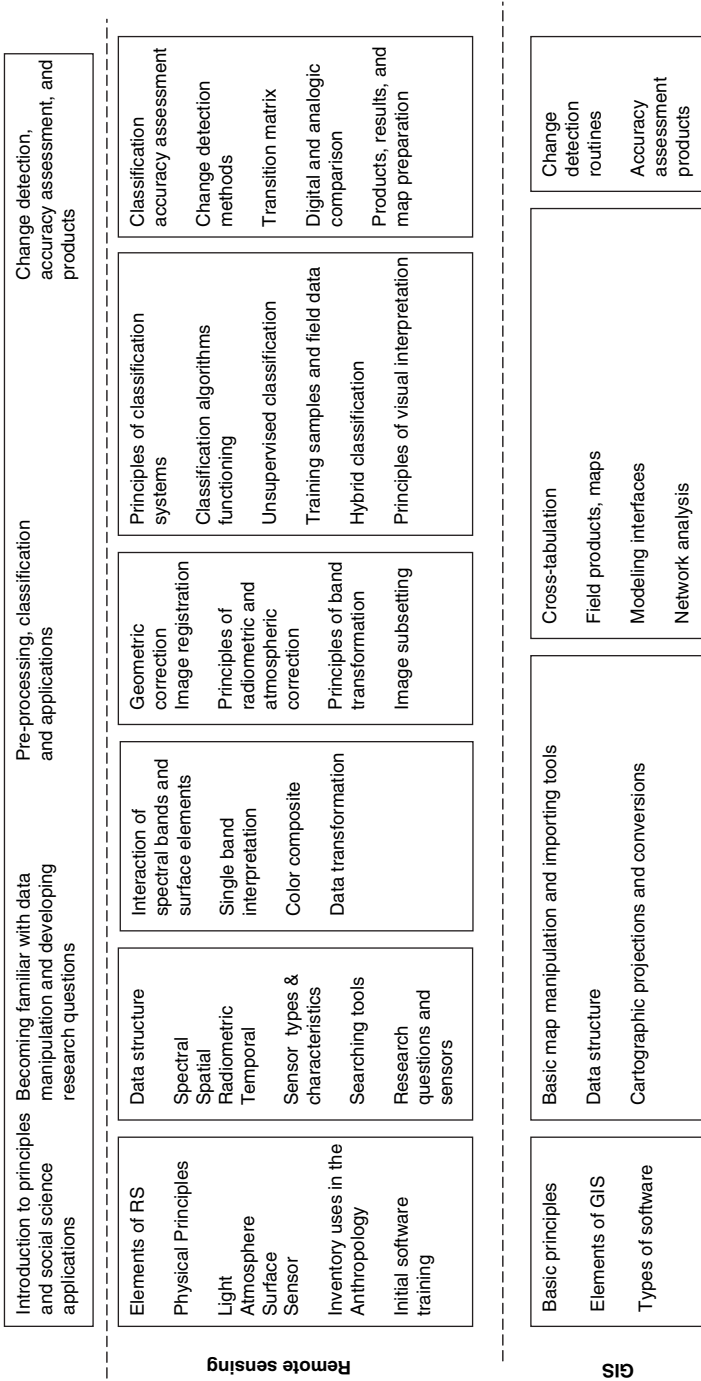 Introduction to principles
and social science
applications
Becoming familiar with data
manipulation and developing
research questions
Pre-processing, classification
and applications
Change detection,
accuracy assessment, and
products
Remote sensing
Elements of RS
Physical Principles
Light
Atmosphere
Surface
Sensor
Inventory uses in the
Anthropology
Initial software
training
Data structure
Spectral
Spatial
Radiometric
Temporal
Sensor types &
characteristics
Searching tools
Research
questions and
sensors
Interaction of
spectral bands and
surface elements
Single band
interpretation
Color composite
Data transformation
Geometric
correction
Image registration
Principles of
radiometric and
atmospheric
correction
Principles of band
transformation
Image subsetting
Principles of classification
systems
Classification algorithms
functioning
Unsupervised classification
Training samples and field data
Hybrid classification
Principles of visual interpretation
Classification
accuracy assessment
Change detection
methods
Transition matrix
Digital and analogic
comparison
Products, results, and
map preparation
GIS
Basic principles
Elements of GIS
Types of software
Basic map manipulation and importing tools
Data structure
Cartographic projections and conversions
Cross-tabulation
Field products, maps
Modeling interfaces
Network analysis
Change
detection
routines
Accuracy
assessment
products